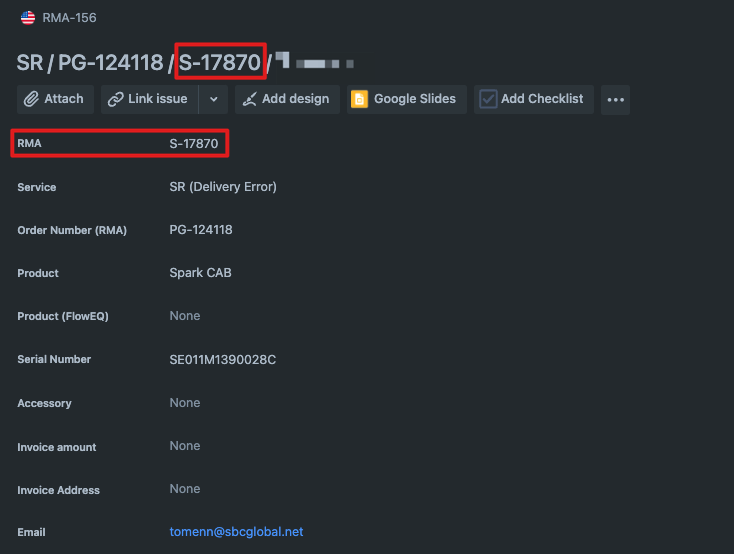 RMA-156
SR / PG-124118 / S-17870 /
Attach Link issue Add design Google Slides Add Checklist
RMA S-17870
Service SR (Delivery Error)
Order Number (RMA) PG-124118
Product Spark CAB
Product (FlowEQ) None
Serial Number SE011M1390028C
Accessory None
Invoice amount None
Invoice Address None
Email tomenn@sbcglobal.net